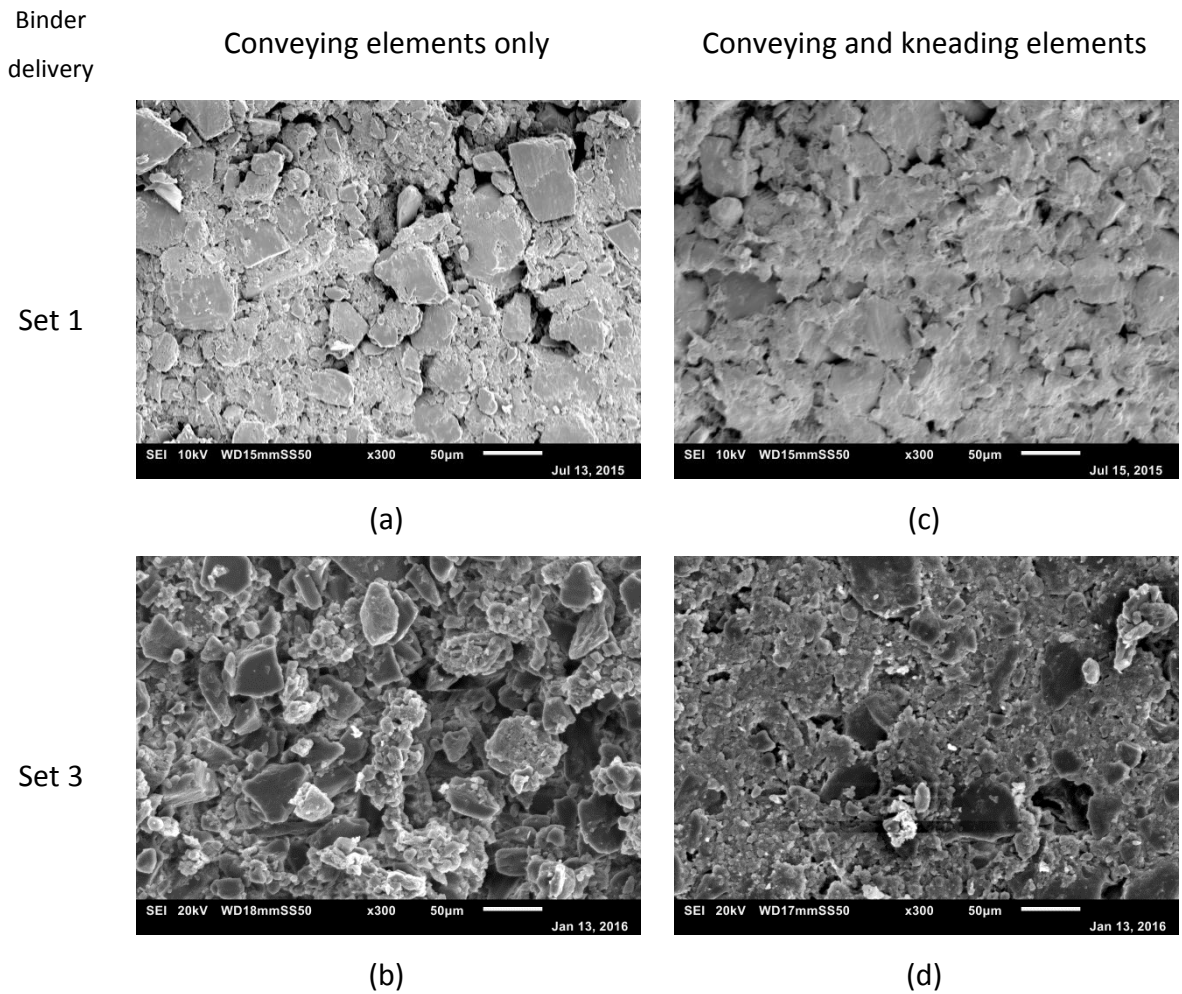 Binder
delivery
Conveying elements only
Conveying and kneading elements
Set 1
SEI 10kV WD15mmSS50 x300 50µm
Jul 13, 2015
SEI 10kV WD15mmSS50 x300 50µm
Jul 15, 2015
(a)
(c)
Set 3
SEI 20kV WD18mmSS50 x300 50µm
Jan 13, 2016
SEI 20kV WD17mmSS50 x300 50µm
Jan 13, 2016
(b)
(d)